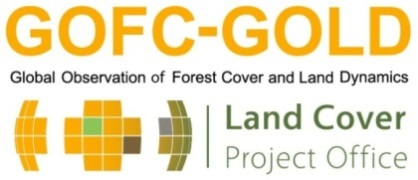 GOFC-GOLD
Global Observation of Forest Cover and Land Dynamics
Land Cover
Project Office